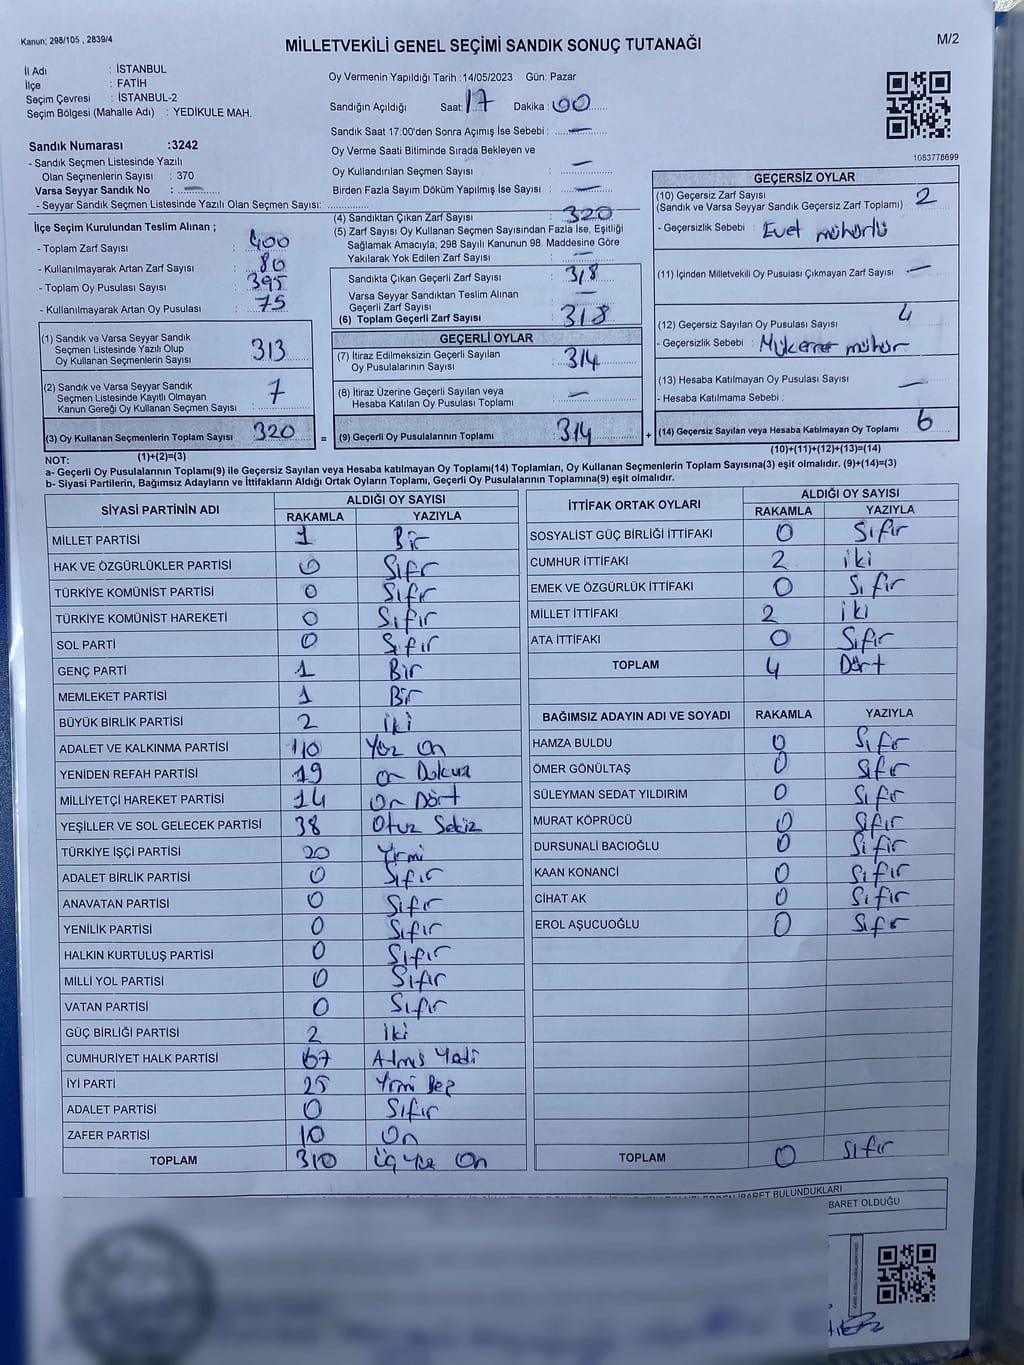 Kanun: 298/105 , 2839/4
MİLLETVEKİLİ GENEL SEÇİMİ SANDIK SONUÇ TUTANAĞI
M/2
İl Adı : İSTANBUL
İlçe : FATİH
Seçim Çevresi : İSTANBUL-2
Seçim Bölgesi (Mahalle Adı) : YEDİKULE MAH.
Oy Vermenin Yapıldığı Tarih :14/05/2023 Gün: Pazar
Sandığın Açıldığı Saat: 17 Dakika : 00
Sandık Saat 17:00'den Sonra Açımış İse Sebebi : —
Oy Verme Saati Bitiminde Sırada Bekleyen ve
Oy Kullandırılan Seçmen Sayısı : —
Birden Fazla Sayım Döküm Yapılmış İse Sayısı : —
1063778699
Sandık Numarası :3242
- Sandık Seçmen Listesinde Yazılı
Olan Seçmenlerin Sayısı : 370
Varsa Seyyar Sandık No : —
- Seyyar Sandık Seçmen Listesinde Yazılı Olan Seçmen Sayısı:
İlçe Seçim Kurulundan Teslim Alınan ;
- Toplam Zarf Sayısı : 400
- Kullanılmayarak Artan Zarf Sayısı : 80
- Toplam Oy Pusulası Sayısı : 395
- Kullanılmayarak Artan Oy Pusulası : 75
(1) Sandık ve Varsa Seyyar Sandık
Seçmen Listesinde Yazılı Olup
Oy Kullanan Seçmenlerin Sayısı 313
(2) Sandık ve Varsa Seyyar Sandık
Seçmen Listesinde Kayıtlı Olmayan
Kanun Gereği Oy Kullanan Seçmen Sayısı 7
(3) Oy Kullanan Seçmenlerin Toplam Sayısı 320
(1)+(2)=(3)
(4) Sandıktan Çıkan Zarf Sayısı : 320
(5) Zarf Sayısı Oy Kullanan Seçmen Sayısından Fazla İse, Eşitliği
Sağlamak Amacıyla; 298 Sayılı Kanunun 98. Maddesine Göre
Yakılarak Yok Edilen Zarf Sayısı : —
Sandıkta Çıkan Geçerli Zarf Sayısı : 318
Varsa Seyyar Sandıktan Teslim Alınan
Geçerli Zarf Sayısı : —
(6) Toplam Geçerli Zarf Sayısı : 318
GEÇERLİ OYLAR
(7) İtiraz Edilmeksizin Geçerli Sayılan
Oy Pusulalarının Sayısı : 314
(8) İtiraz Üzerine Geçerli Sayılan veya
Hesaba Katılan Oy Pusulası Toplamı : —
= (9) Geçerli Oy Pusulalarının Toplamı 314
GEÇERSİZ OYLAR
(10) Geçersiz Zarf Sayısı
(Sandık ve Varsa Seyyar Sandık Geçersiz Zarf Toplamı) 2
- Geçersizlik Sebebi : Evet mühürlü
(11) İçinden Milletvekili Oy Pusulası Çıkmayan Zarf Sayısı —
(12) Geçersiz Sayılan Oy Pusulası Sayısı 4
- Geçersizlik Sebebi : Mükerrer mühür
(13) Hesaba Katılmayan Oy Pusulası Sayısı —
- Hesaba Katılmama Sebebi :
+ (14) Geçersiz Sayılan veya Hesaba Katılmayan Oy Toplamı 6
(10)+(11)+(12)+(13)=(14)
NOT:
a- Geçerli Oy Pusulalarının Toplamı(9) ile Geçersiz Sayılan veya Hesaba katılmayan Oy Toplamı(14) Toplamları, Oy Kullanan Seçmenlerin Toplam Sayısına(3) eşit olmalıdır. (9)+(14)=(3)
b- Siyasi Partilerin, Bağımsız Adayların ve İttifakların Aldığı Ortak Oyların Toplamı, Geçerli Oy Pusulalarının Toplamına(9) eşit olmalıdır.
SİYASİ PARTİNİN ADI ALDIĞI OY SAYISI
RAKAMLA YAZIYLA
MİLLET PARTİSİ 1 Bir
HAK VE ÖZGÜRLÜKLER PARTİSİ 0 Sıfır
TÜRKİYE KOMÜNİST PARTİSİ 0 Sıfır
TÜRKİYE KOMÜNİST HAREKETİ 0 Sıfır
SOL PARTİ 0 Sıfır
GENÇ PARTİ 1 Bir
MEMLEKET PARTİSİ 1 Bir
BÜYÜK BİRLİK PARTİSİ 2 iki
ADALET VE KALKINMA PARTİSİ 110 Yüz On
YENİDEN REFAH PARTİSİ 19 On Dokuz
MİLLİYETÇİ HAREKET PARTİSİ 14 On Dört
YEŞİLLER VE SOL GELECEK PARTİSİ 38 Otuz Sekiz
TÜRKİYE İŞÇİ PARTİSİ 20 Yirmi
ADALET BİRLİK PARTİSİ 0 Sıfır
ANAVATAN PARTİSİ 0 Sıfır
YENİLİK PARTİSİ 0 Sıfır
HALKIN KURTULUŞ PARTİSİ 0 Sıfır
MİLLİ YOL PARTİSİ 0 Sıfır
VATAN PARTİSİ 0 Sıfır
GÜÇ BİRLİĞİ PARTİSİ 2 iki
CUMHURİYET HALK PARTİSİ 67 Atmış Yedi
İYİ PARTİ 25 Yirmi Beş
ADALET PARTİSİ 0 Sıfır
ZAFER PARTİSİ 10 On
TOPLAM 310 Üç Yüz On
İTTİFAK ORTAK OYLARI ALDIĞI OY SAYISI
RAKAMLA YAZIYLA
SOSYALİST GÜÇ BİRLİĞİ İTTİFAKI 0 Sıfır
CUMHUR İTTİFAKI 2 iki
EMEK VE ÖZGÜRLÜK İTTİFAKI 0 Sıfır
MİLLET İTTİFAKI 2 iki
ATA İTTİFAKI 0 Sıfır
TOPLAM 4 Dört
BAĞIMSIZ ADAYIN ADI VE SOYADI RAKAMLA YAZIYLA
HAMZA BULDU 0 Sıfır
ÖMER GÖNÜLTAŞ 0 Sıfır
SÜLEYMAN SEDAT YILDIRIM 0 Sıfır
MURAT KÖPRÜCÜ 0 Sıfır
DURSUNALİ BACIOĞLU 0 Sıfır
KAAN KONANCİ 0 Sıfır
CİHAT AK 0 Sıfır
EROL AŞUCUOĞLU 0 Sıfır
TOPLAM 0 Sıfır
BARET BULUNDUKLARI
BARET OLDUĞU